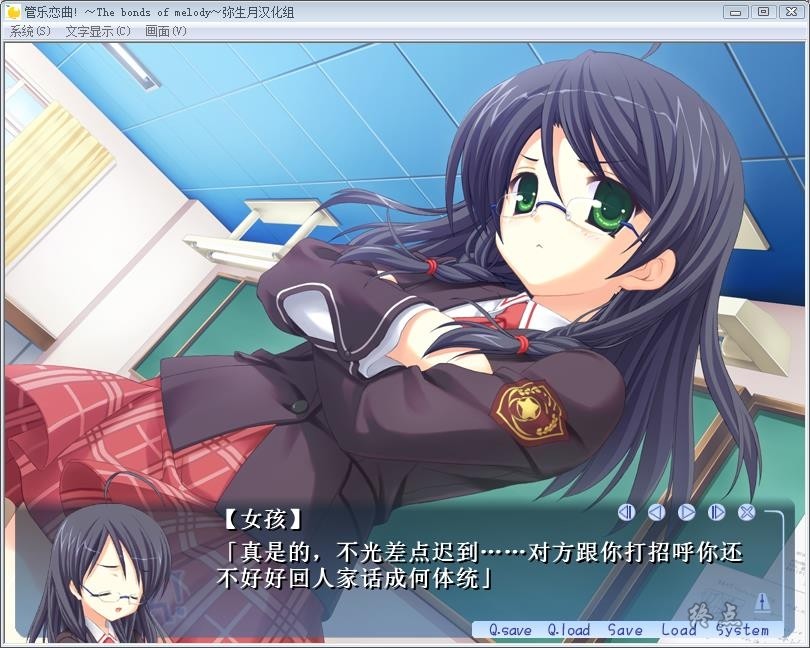 管乐恋曲! ～The bonds of melody～弥生月汉化组
系统(S) 文字显示(C) 画面(V)
【女孩】
「真是的，不光差点迟到……对方跟你打招呼你还
不好好回人家话成何体统」
终点
Q.save Q.load Save Load System